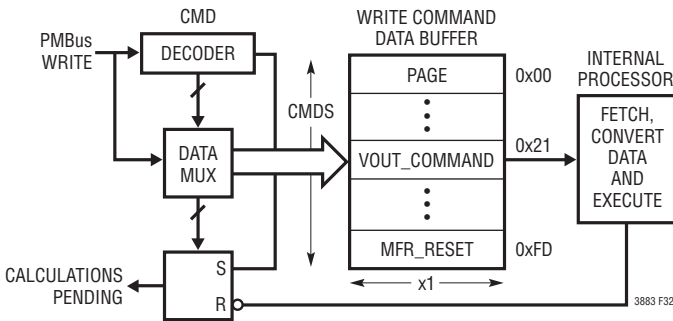 CMD
PMBus
WRITE
DECODER
DATA
MUX
S
R
CALCULATIONS
PENDING
CMDS
WRITE COMMAND
DATA BUFFER
PAGE
0x00
VOUT_COMMAND
0x21
MFR_RESET
0xFD
x1
INTERNAL
PROCESSOR
FETCH,
CONVERT
DATA
AND
EXECUTE
3883 F32